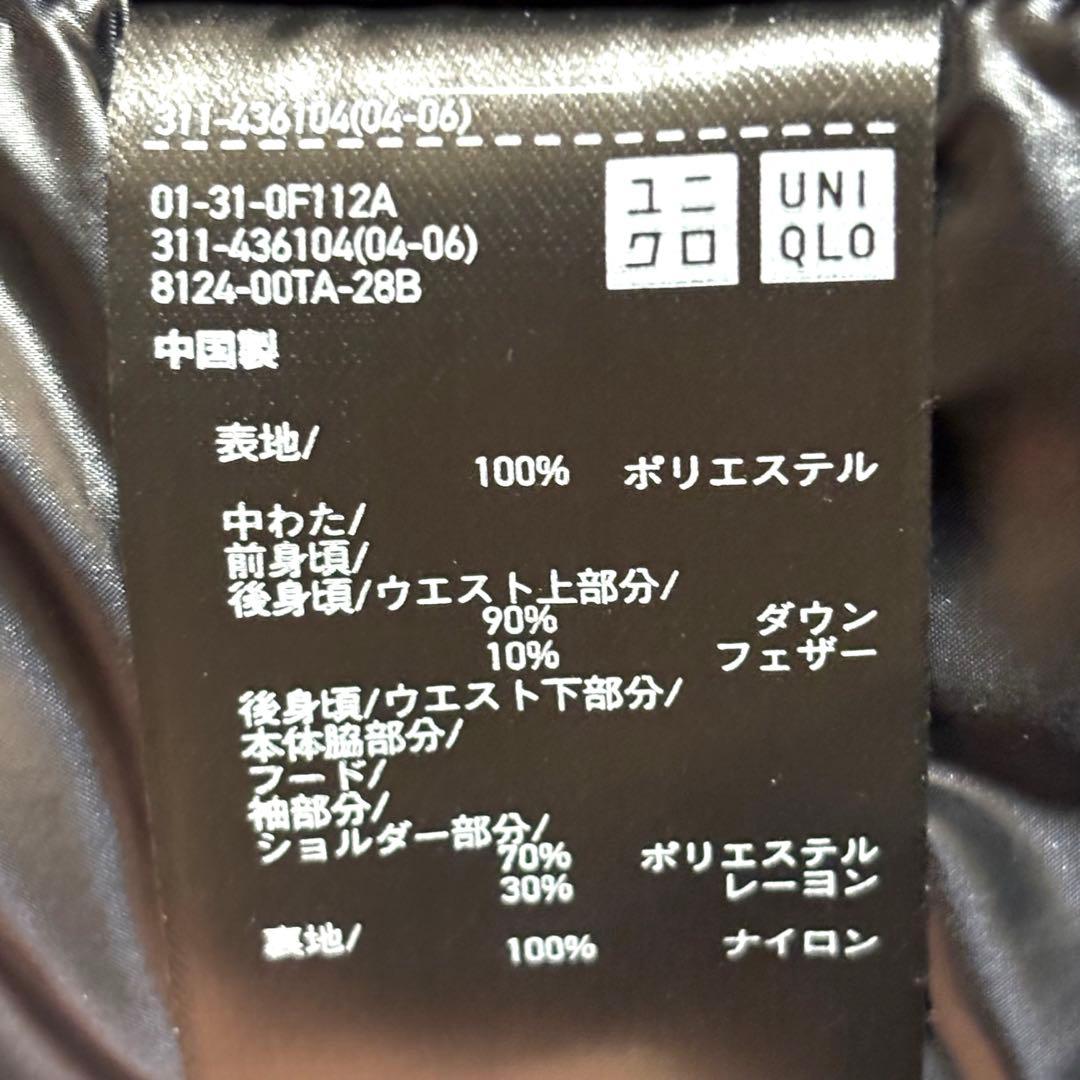 311-436104(04-06)
01-31-0F112A
311-436104(04-06)
8124-00TA-28B
ユニクロ
UNIQLO
中国製
表地/
100% ポリエステル
中わた/
前身頃/
後身頃/ウエスト上部分/
90% ダウン
10% フェザー
後身頃/ウエスト下部分/
本体脇部分/
フード/
袖部分/
ショルダー部分/
70% ポリエステル
30% レーヨン
裏地/ 100% ナイロン